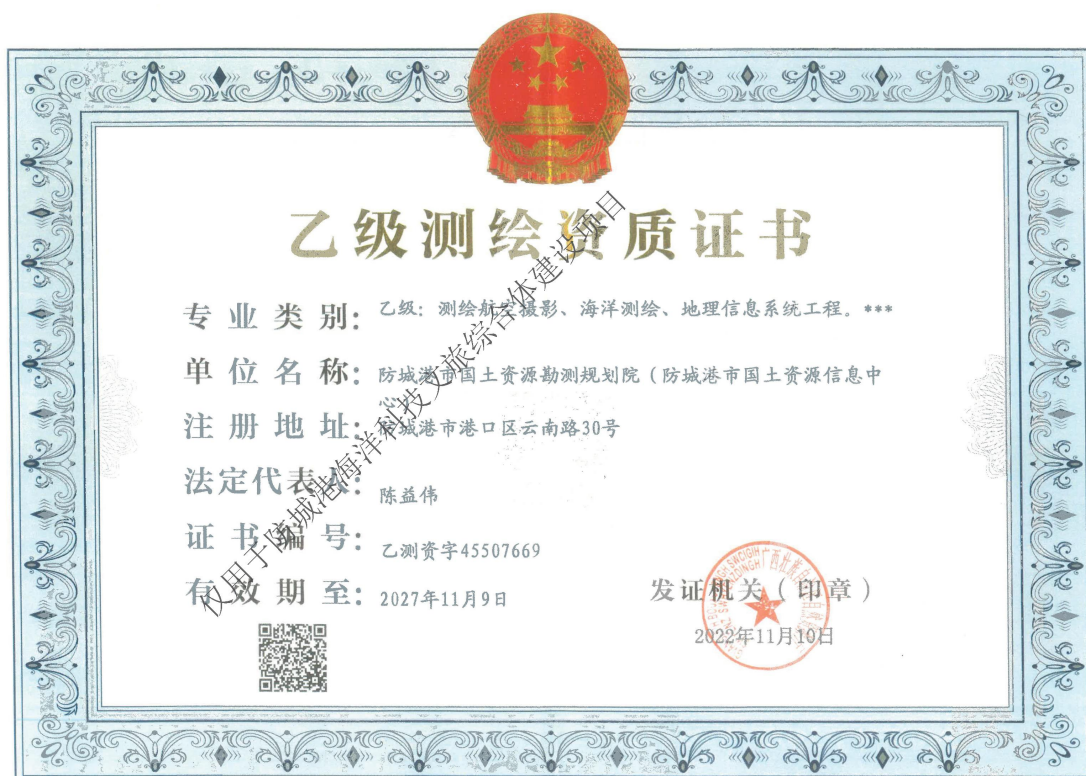 乙级测绘资质证书
专业类别：乙级：测绘航空摄影、海洋测绘、地理信息系统工程。***
单位名称：防城港市国土资源勘测规划院（防城港市国土资源信息中
心）
注册地址：防城港市港口区云南路30号
法定代表人：陈益伟
证书编号：乙测资字45507669
有效期至：2027年11月9日
发证机关（印章）
2022年11月10日
仅用于防城港海洋科技文旅综合体建设项目